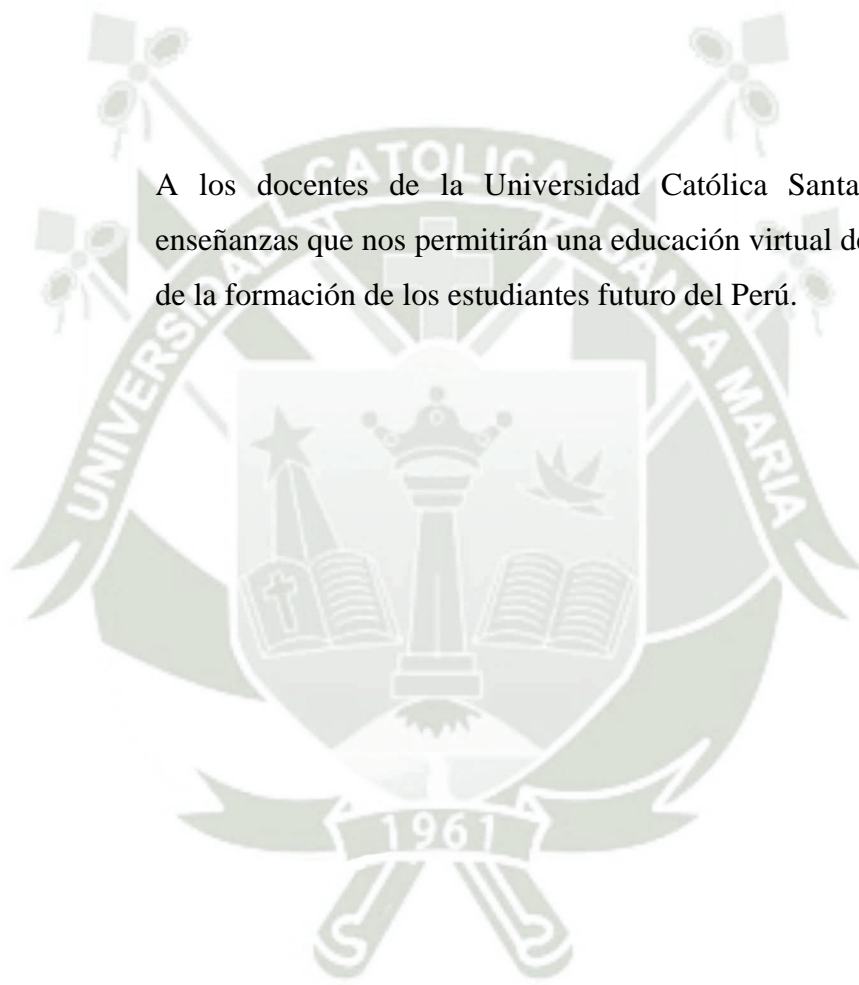 A los docentes de la Universidad Católica Santa
enseñanzas que nos permitirán una educación virtual de
de la formación de los estudiantes futuro del Perú.
UNIVERSIDAD CATOLICA SANTA MARIA
1961